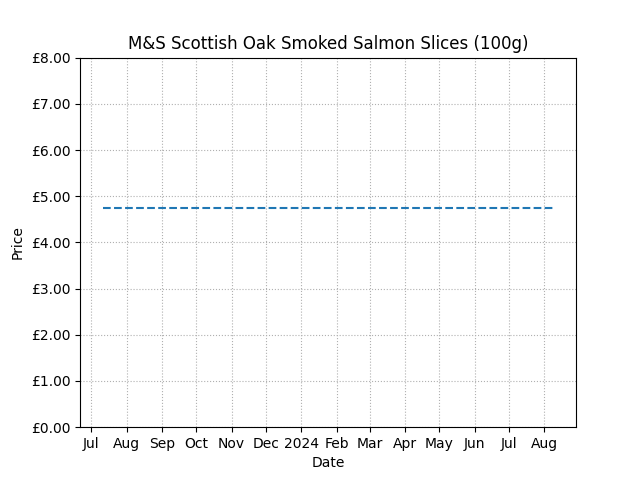 M&S Scottish Oak Smoked Salmon Slices (100g)
£8.00
£7.00
£6.00
£5.00
£4.00
£3.00
£2.00
£1.00
£0.00
Price
Jul Aug Sep Oct Nov Dec 2024 Feb Mar Apr May Jun Jul Aug
Date